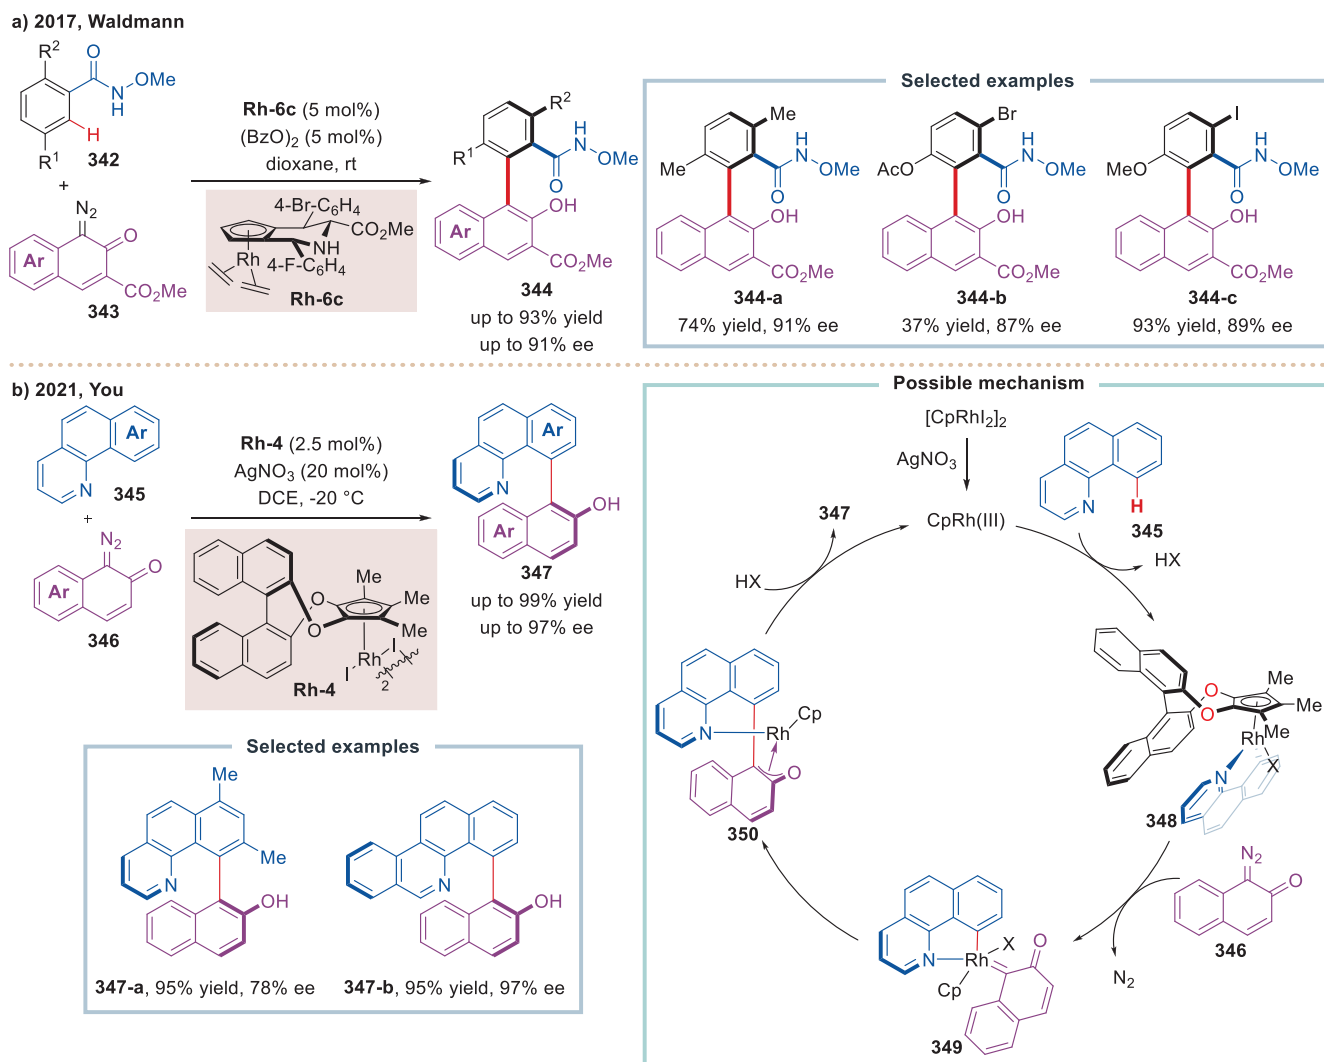 a) 2017, Waldmann
R²
O
N
H
OMe
H
R¹
342
+
N₂
O
Ar
CO₂Me
343
Rh-6c (5 mol%)
(BzO)₂ (5 mol%)
dioxane, rt
4-Br-C₆H₄
CO₂Me
NH
4-F-C₆H₄
Rh
Rh-6c
R²
R¹
H
N
OMe
O
OH
Ar
CO₂Me
344
up to 93% yield
up to 91% ee
Selected examples
Me
H
N
OMe
Me
O
OH
CO₂Me
344-a
74% yield, 91% ee
Br
H
N
OMe
AcO
O
OH
CO₂Me
344-b
37% yield, 87% ee
I
H
N
OMe
MeO
O
OH
CO₂Me
344-c
93% yield, 89% ee
b) 2021, You
Ar
N
345
+
N₂
O
Ar
346
Rh-4 (2.5 mol%)
AgNO₃ (20 mol%)
DCE, -20 °C
Me
O
Me
O
Me
Rh
I
I
2
Rh-4
Ar
N
OH
Ar
347
up to 99% yield
up to 97% ee
Selected examples
Me
Me
N
OH
347-a, 95% yield, 78% ee
N
OH
347-b, 95% yield, 97% ee
Possible mechanism
[CpRhI₂]₂
AgNO₃
CpRh(III)
N
H
345
HX
347
HX
O
O
Me
Me
Me
Rh
X
N
348
N₂
O
346
N₂
N
Rh
X
Cp
O
349
N
Rh
Cp
O
350